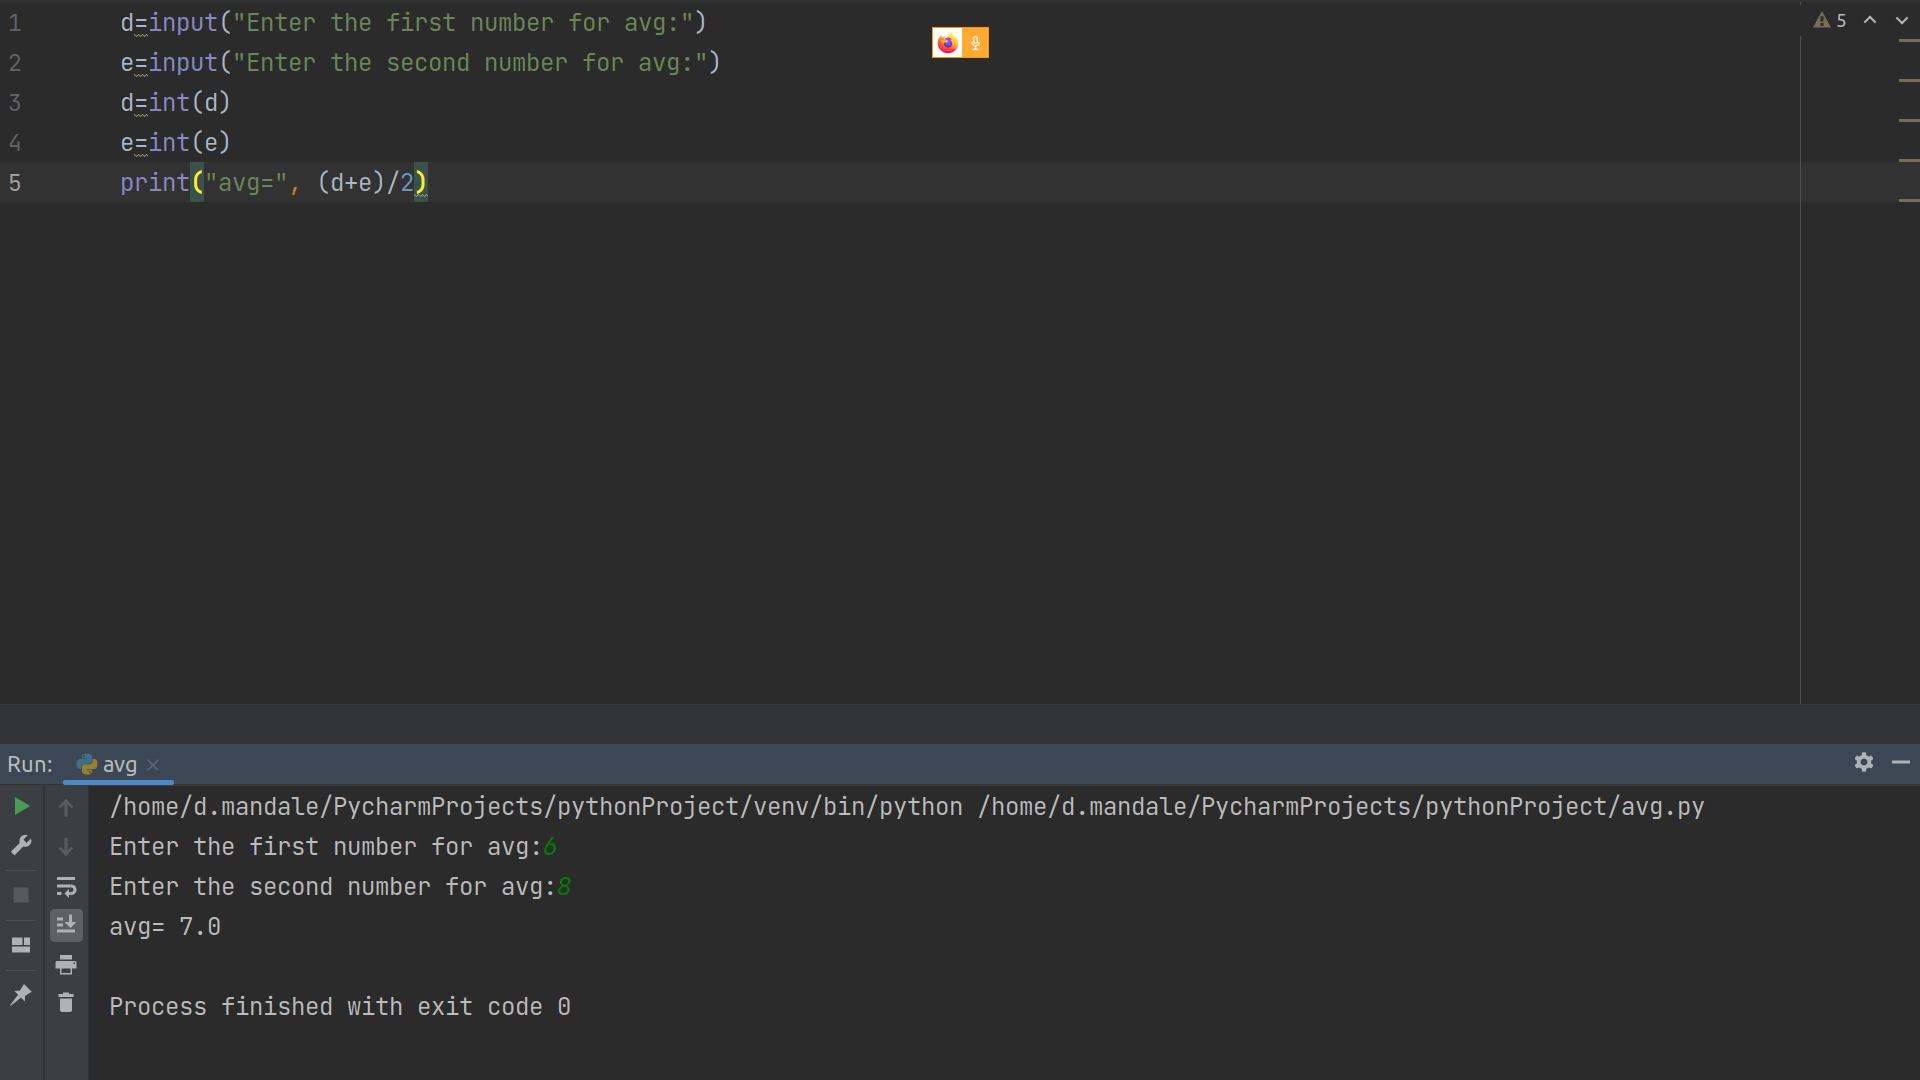 1 d=input("Enter the first number for avg:")
5
2 e=input("Enter the second number for avg:")
3 d=int(d)
4 e=int(e)
5 print("avg=", (d+e)/2)
Run: avg
/home/d.mandale/PycharmProjects/pythonProject/venv/bin/python /home/d.mandale/PycharmProjects/pythonProject/avg.py
Enter the first number for avg:6
Enter the second number for avg:8
avg= 7.0
Process finished with exit code 0